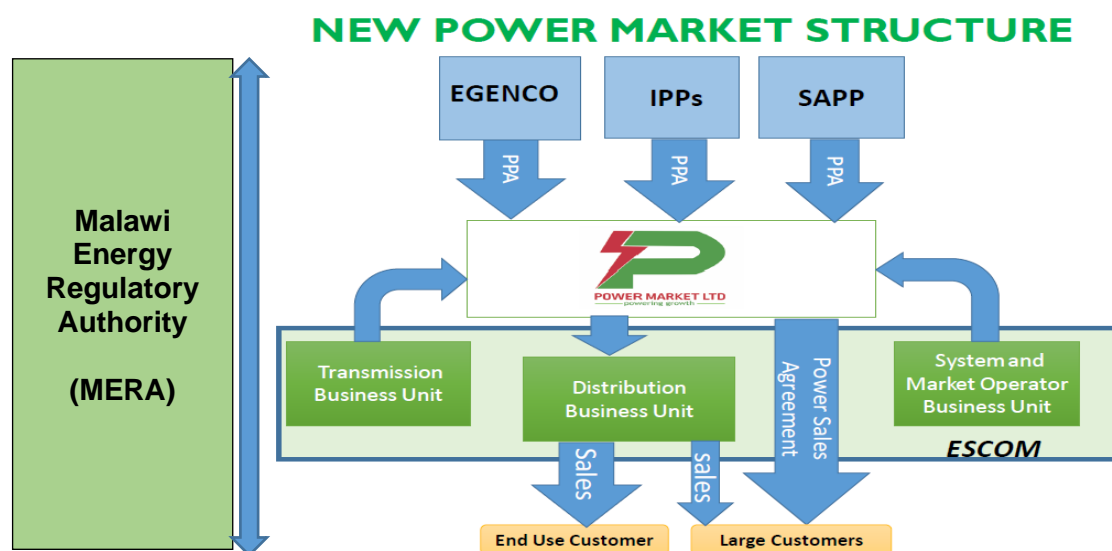 NEW POWER MARKET STRUCTURE
Malawi
Energy
Regulatory
Authority
(MERA)
EGENCO
IPPs
SAPP
PPA
PPA
PPA
POWER MARKET LTD
powering growth
Transmission
Business Unit
Distribution
Business Unit
Power Sales
Agreement
System and
Market Operator
Business Unit
ESCOM
Sales
sales
End Use Customer
Large Customers